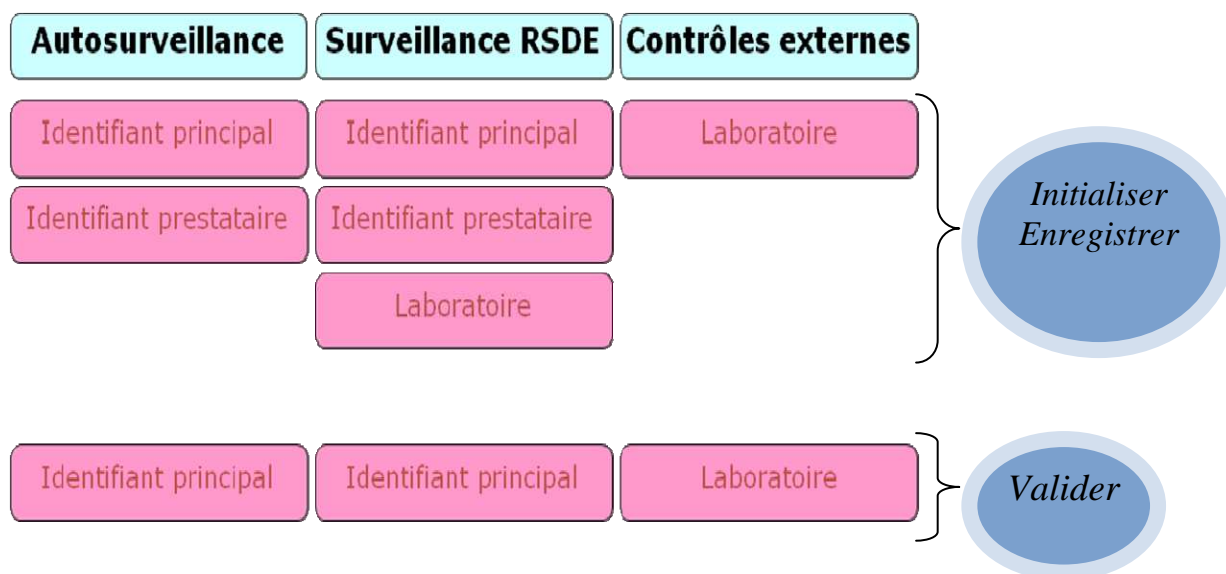 Autosurveillance Surveillance RSDE Contrôles externes
Identifiant principal Identifiant principal Laboratoire
Identifiant prestataire Identifiant prestataire
Laboratoire
Initialiser
Enregistrer
Identifiant principal Identifiant principal Laboratoire
Valider